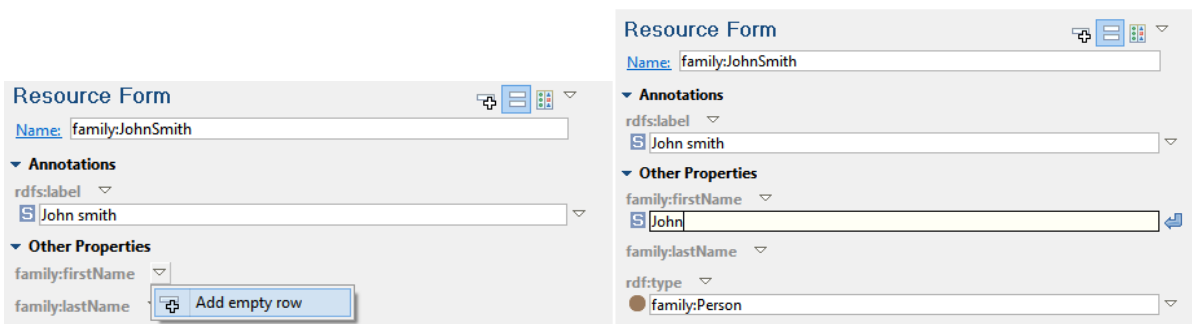 Resource Form
Name: family:JohnSmith
Annotations
rdfs:label
S John smith
Other Properties
family:firstName
Add empty row
family:lastName
Resource Form
Name: family:JohnSmith
Annotations
rdfs:label
S John smith
Other Properties
family:firstName
S John
family:lastName
rdf:type
family:Person